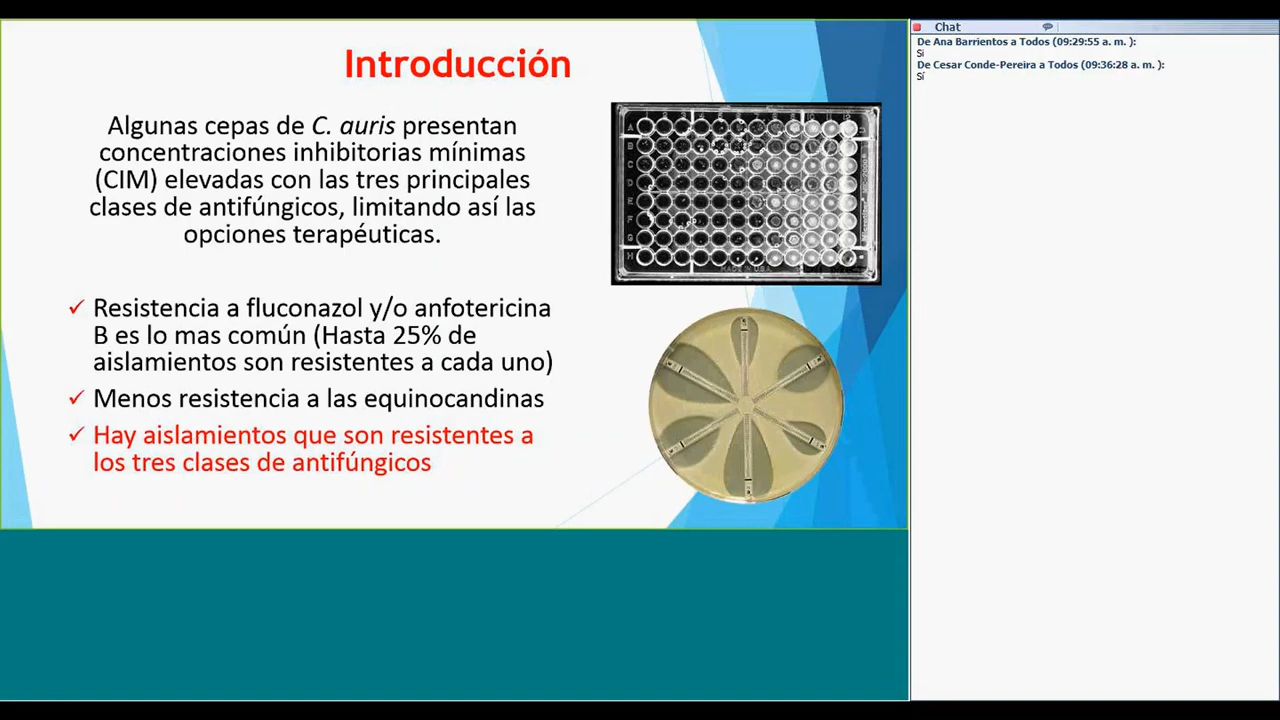 Introducción
Algunas cepas de C. auris presentan
concentraciones inhibitorias mínimas
(CIM) elevadas con las tres principales
clases de antifúngicos, limitando así las
opciones terapéuticas.
✓ Resistencia a fluconazol y/o anfotericina
B es lo mas común (Hasta 25% de
aislamientos son resistentes a cada uno)
✓ Menos resistencia a las equinocandinas
✓ Hay aislamientos que son resistentes a
los tres clases de antifúngicos
A
B
C
D
E
F
G
H
MADE IN U.S.A.
Chat
De Ana Barrientos a Todos (09:29:55 a. m. ):
Si
De Cesar Conde-Pereira a Todos (09:36:28 a. m. ):
Sí